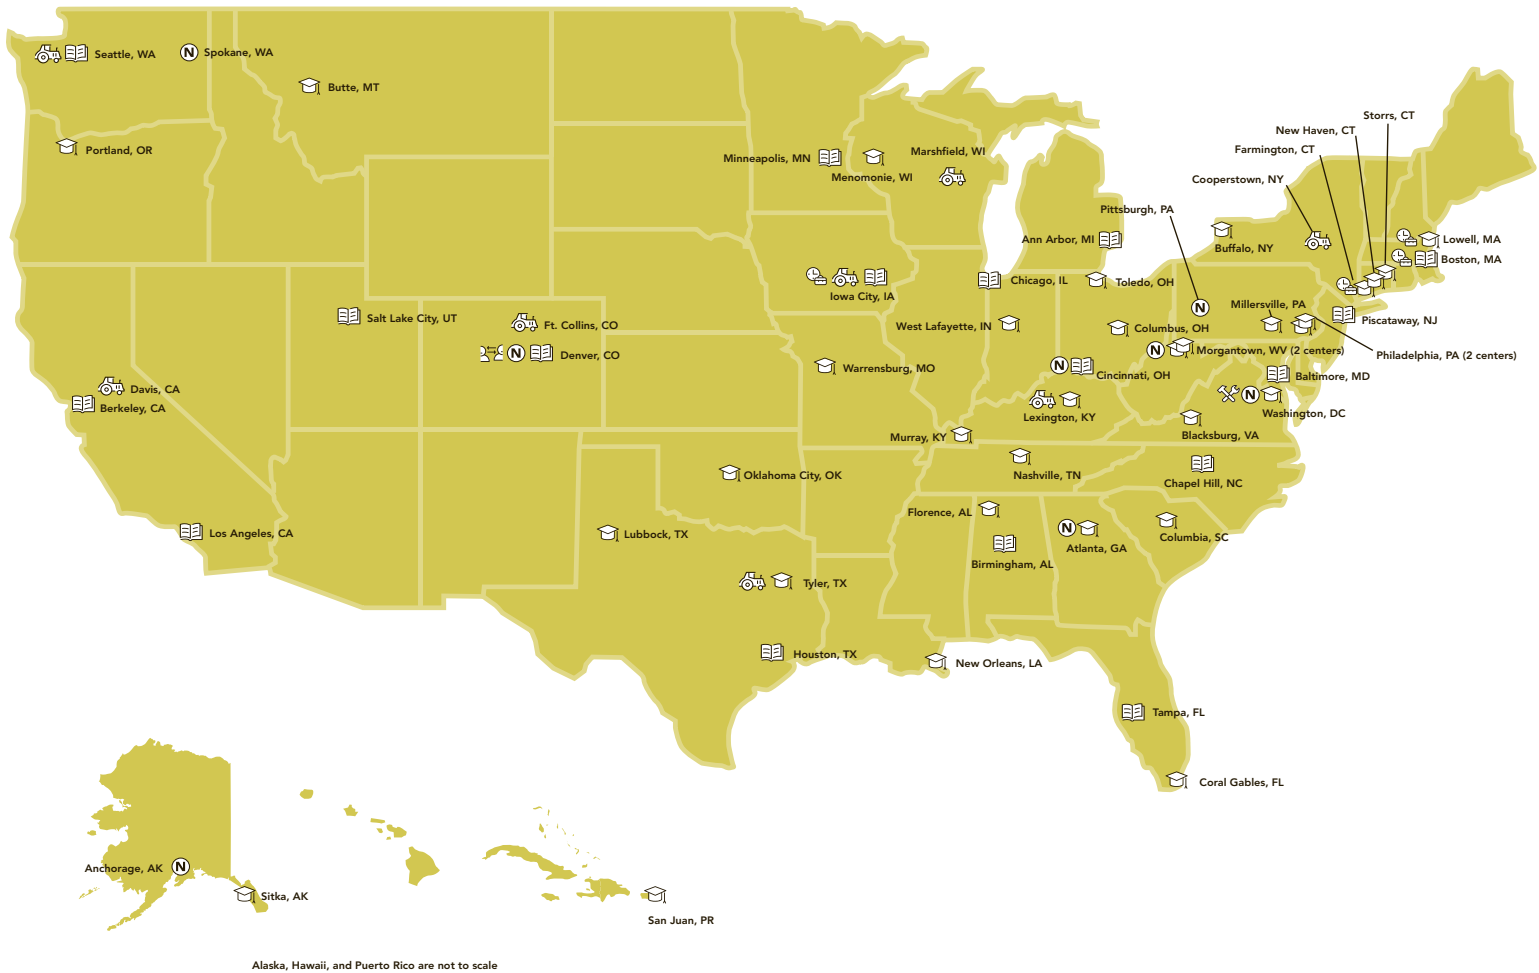 Storrs, CT
New Haven, CT
Farmington, CT
Cooperstown, NY
Seattle, WA
N
Spokane, WA
Butte, MT
Portland, OR
Minneapolis, MN
Menomonie, WI
Marshfield, WI
Pittsburgh, PA
N
Ann Arbor, MI
Buffalo, NY
Lowell, MA
Boston, MA
Iowa City, IA
Chicago, IL
Toledo, OH
Millersville, PA
Piscataway, NJ
Salt Lake City, UT
Ft. Collins, CO
N
Denver, CO
West Lafayette, IN
Columbus, OH
N
Morgantown, WV (2 centers)
Philadelphia, PA (2 centers)
Warrensburg, MO
N
Cincinnati, OH
Baltimore, MD
Davis, CA
Berkeley, CA
Lexington, KY
N
Washington, DC
Murray, KY
Blacksburg, VA
Oklahoma City, OK
Nashville, TN
Chapel Hill, NC
Los Angeles, CA
Lubbock, TX
Florence, AL
N
Atlanta, GA
Columbia, SC
Birmingham, AL
Tyler, TX
Houston, TX
New Orleans, LA
Tampa, FL
Coral Gables, FL
Anchorage, AK
N
Sitka, AK
San Juan, PR
Alaska, Hawaii, and Puerto Rico are not to scale